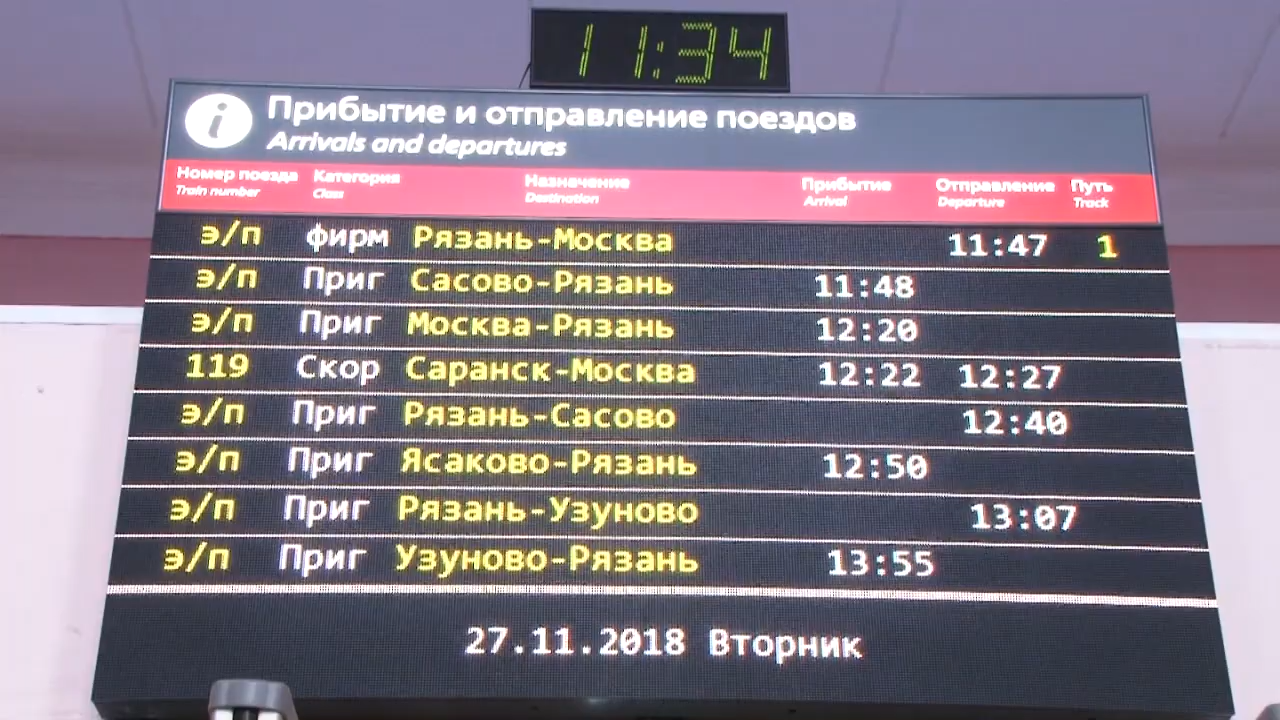 11:34
Прибытие и отправление поездов
Arrivals and departures
Номер поезда Категория Назначение Прибытие Отправление Путь
Train number Class Destination Arrival Departure Track
э/п фирм Рязань-Москва 11:47 1
э/п Приг Сасово-Рязань 11:48
э/п Приг Москва-Рязань 12:20
119 Скор Саранск-Москва 12:22 12:27
э/п Приг Рязань-Сасово 12:40
э/п Приг Ясаково-Рязань 12:50
э/п Приг Рязань-Узуново 13:07
э/п Приг Узуново-Рязань 13:55
27.11.2018 Вторник